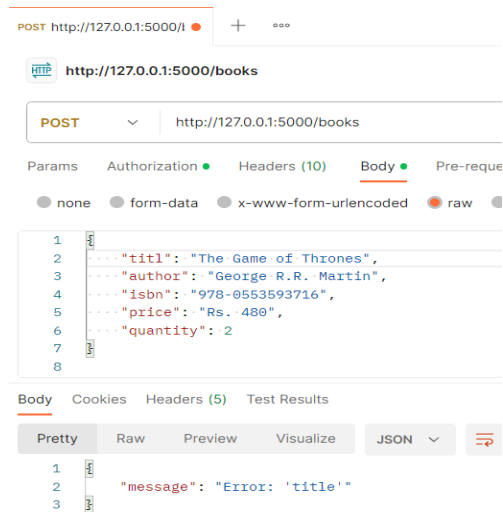 POST http://127.0.0.1:5000/l
HTTP http://127.0.0.1:5000/books
POST http://127.0.0.1:5000/books
Params Authorization Headers (10) Body Pre-reque
none form-data x-www-form-urlencoded raw
1 {
2 "titl": "The Game of Thrones",
3 "author": "George R.R. Martin",
4 "isbn": "978-0553593716",
5 "price": "Rs. 480",
6 "quantity": 2
7 }
8
Body Cookies Headers (5) Test Results
Pretty Raw Preview Visualize JSON
1 {
2 "message": "Error: 'title'"
3 }